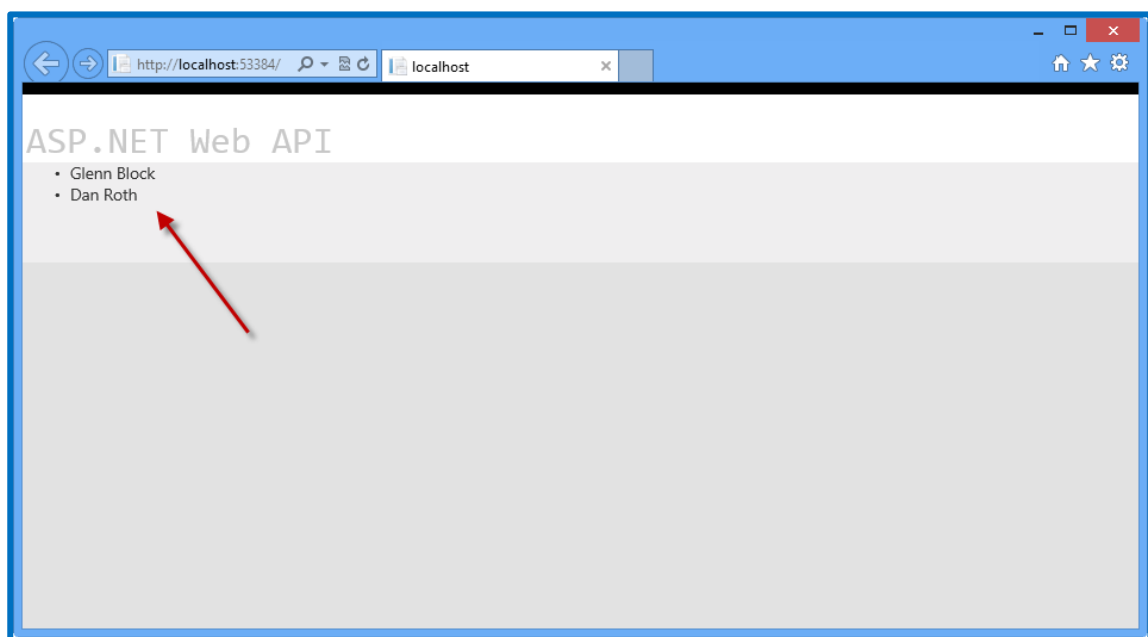 http://localhost:53384/
localhost
ASP.NET Web API
• Glenn Block
• Dan Roth